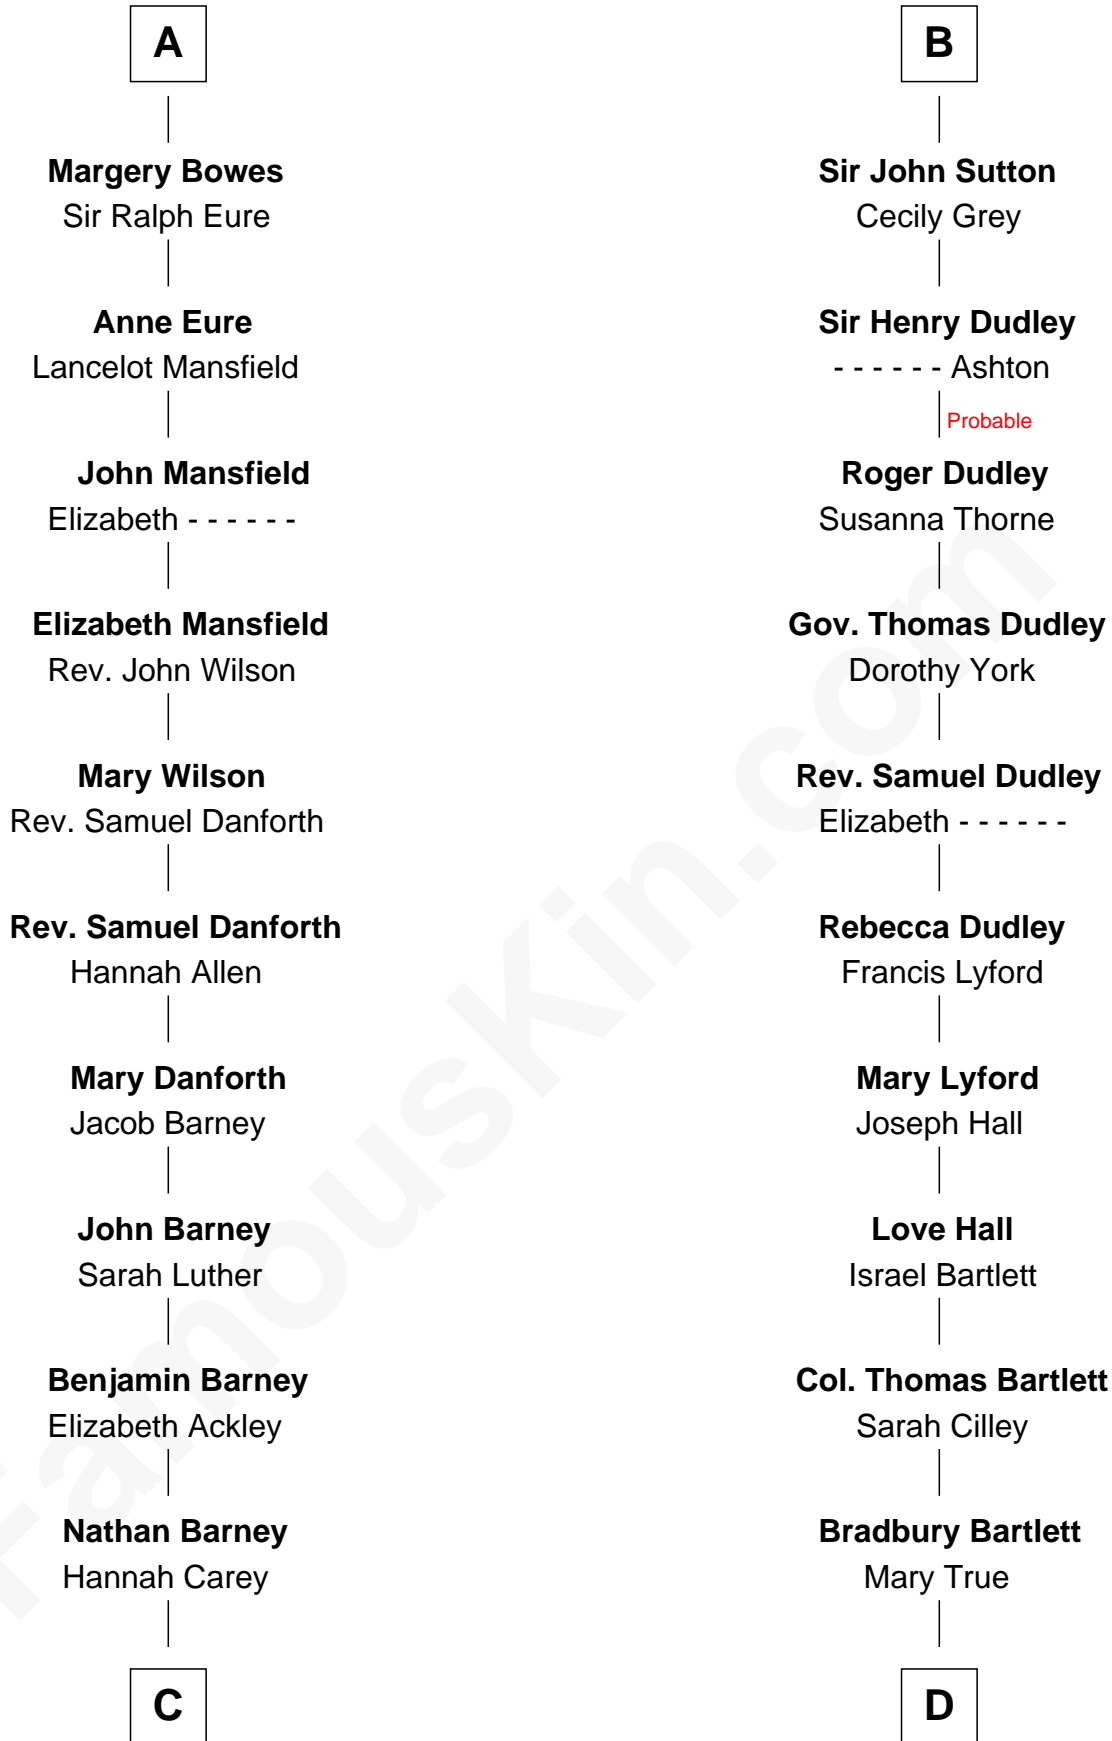 A
Margery Bowes
Sir Ralph Eure
Anne Eure
Lancelot Mansfield
John Mansfield
Elizabeth - - - - - -
Elizabeth Mansfield
Rev. John Wilson
Mary Wilson
Rev. Samuel Danforth
Rev. Samuel Danforth
Hannah Allen
Mary Danforth
Jacob Barney
John Barney
Sarah Luther
Benjamin Barney
Elizabeth Ackley
Nathan Barney
Hannah Carey
C
B
Sir John Sutton
Cecily Grey
Sir Henry Dudley
- - - - - - Ashton
Probable
Roger Dudley
Susanna Thorne
Gov. Thomas Dudley
Dorothy York
Rev. Samuel Dudley
Elizabeth - - - - - -
Rebecca Dudley
Francis Lyford
Mary Lyford
Joseph Hall
Love Hall
Israel Bartlett
Col. Thomas Bartlett
Sarah Cilley
Bradbury Bartlett
Mary True
D
FamousKin.com